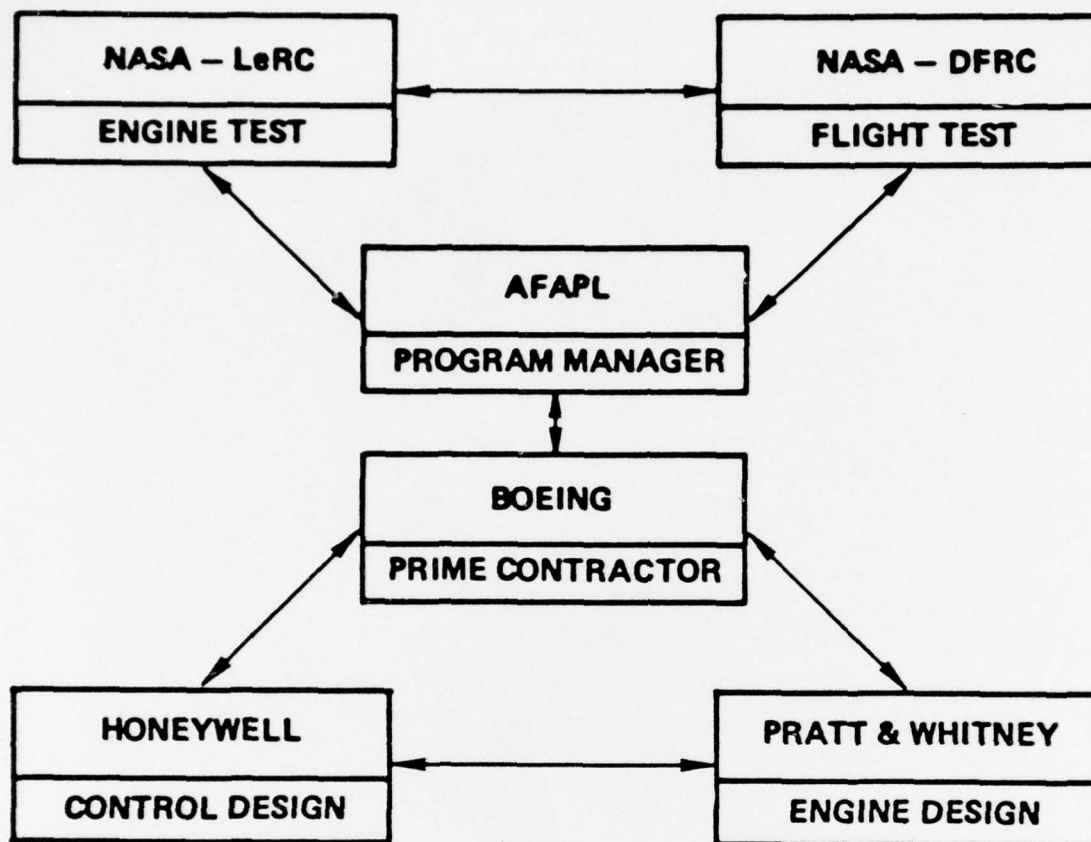 NASA – LeRC
ENGINE TEST
NASA – DFRC
FLIGHT TEST
AFAPL
PROGRAM MANAGER
BOEING
PRIME CONTRACTOR
HONEYWELL
CONTROL DESIGN
PRATT & WHITNEY
ENGINE DESIGN